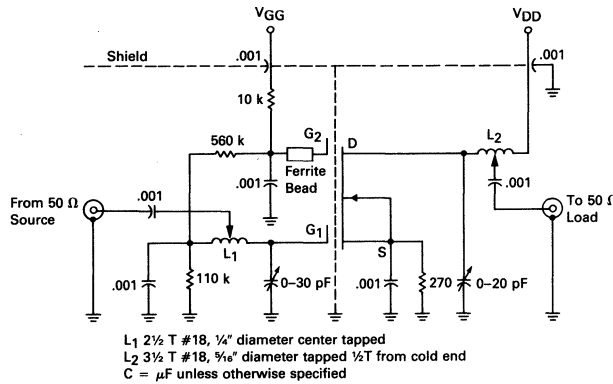 VGG
VDD
Shield
.001
.001
10 k
L2
560 k
G2
D
Ferrite
Bead
.001
.001
From 50 Ω
Source
.001
To 50 Ω
Load
G1
L1
S
.001
110 k
0–30 pF
.001
270
0–20 pF
L1 2½ T #18, ¼" diameter center tapped
L2 3½ T #18, 5⁄16" diameter tapped ½T from cold end
C = μF unless otherwise specified